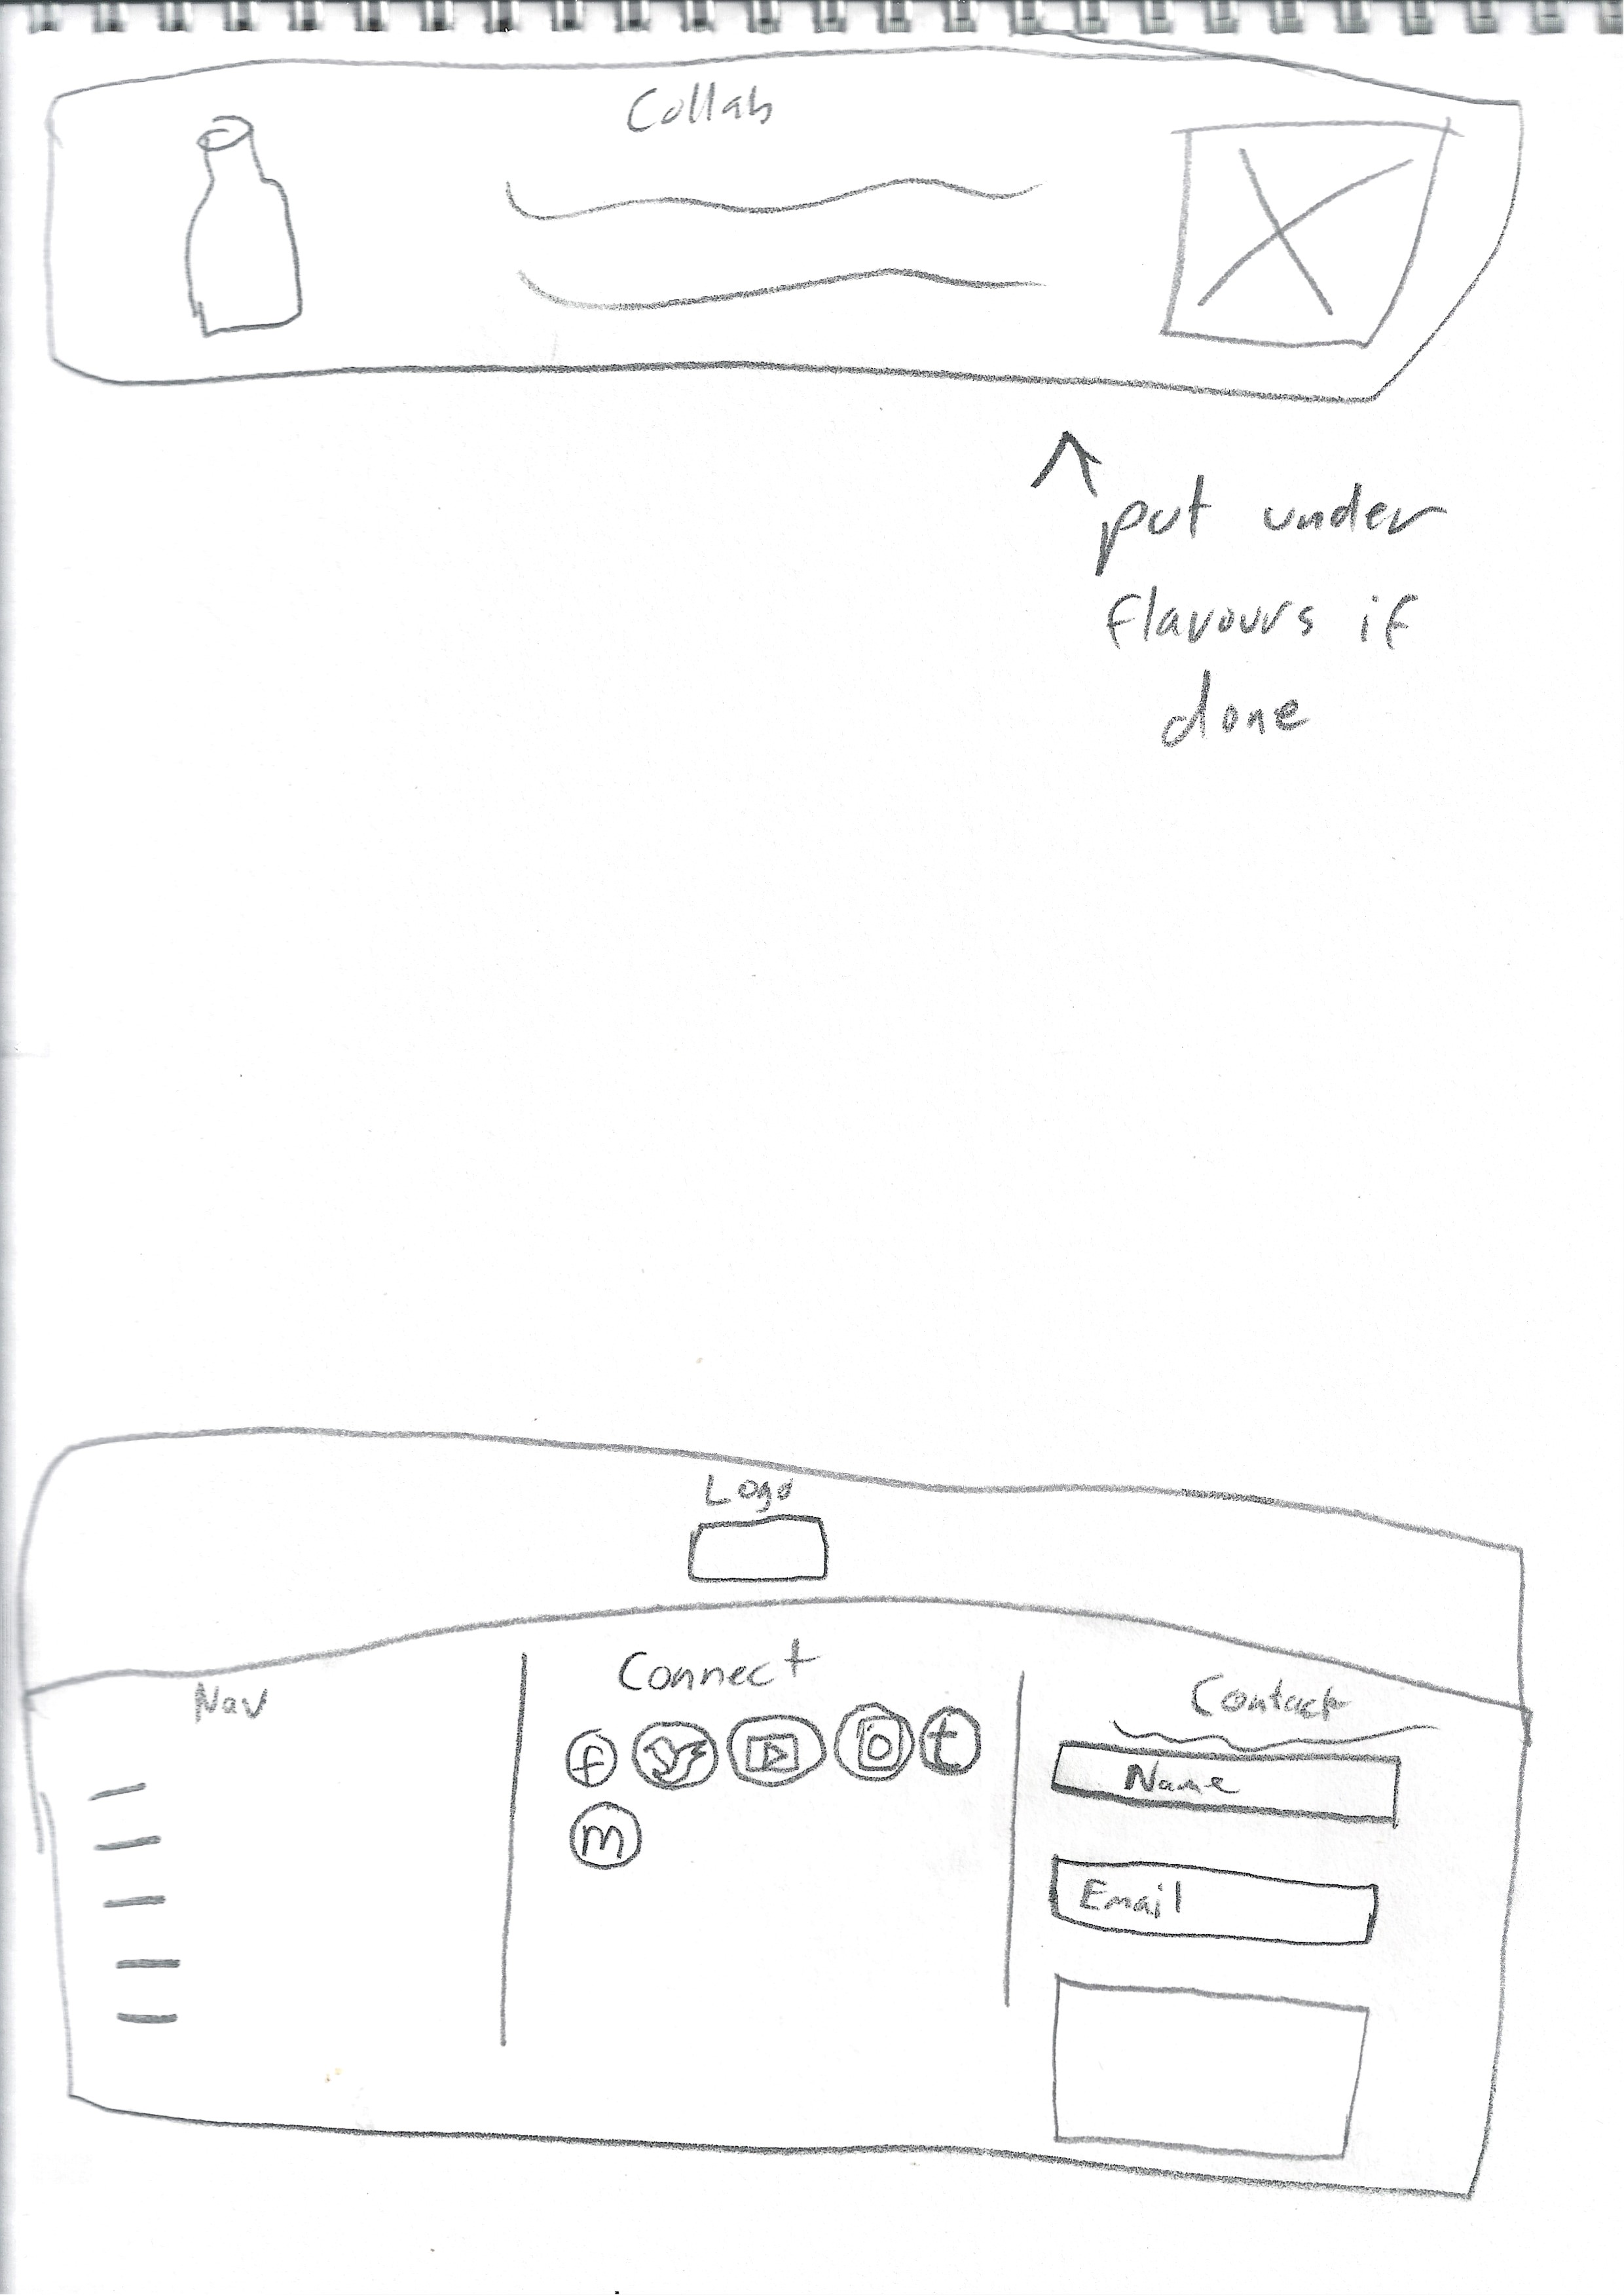 Collab
put under
flavours if
done
Logo
Nav
Connect
Contact
f
t
m
Name
Email